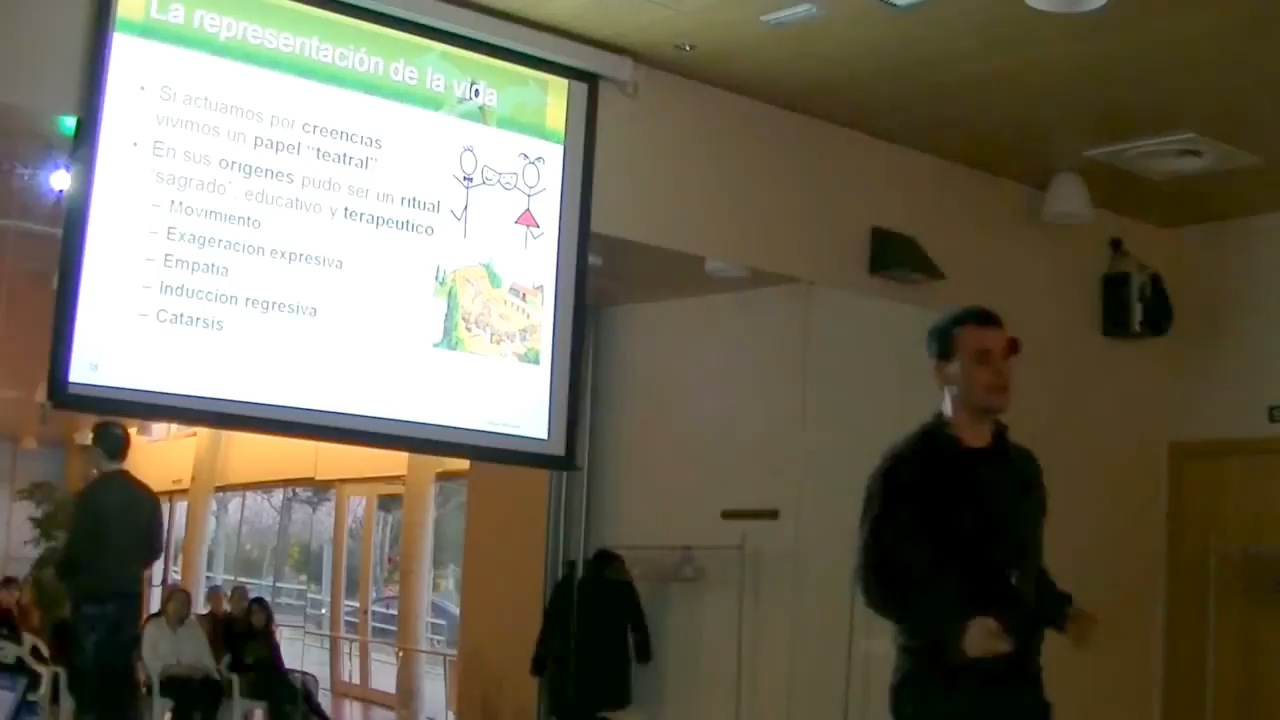 La representación de la vida
• Si actuamos por creencias
vivimos un papel "teatral"
• En sus orígenes pudo ser un ritual
"sagrado", educativo y terapeutico
– Movimiento
– Exageracion expresiva
– Empatia
– Induccion regresiva
– Catarsis